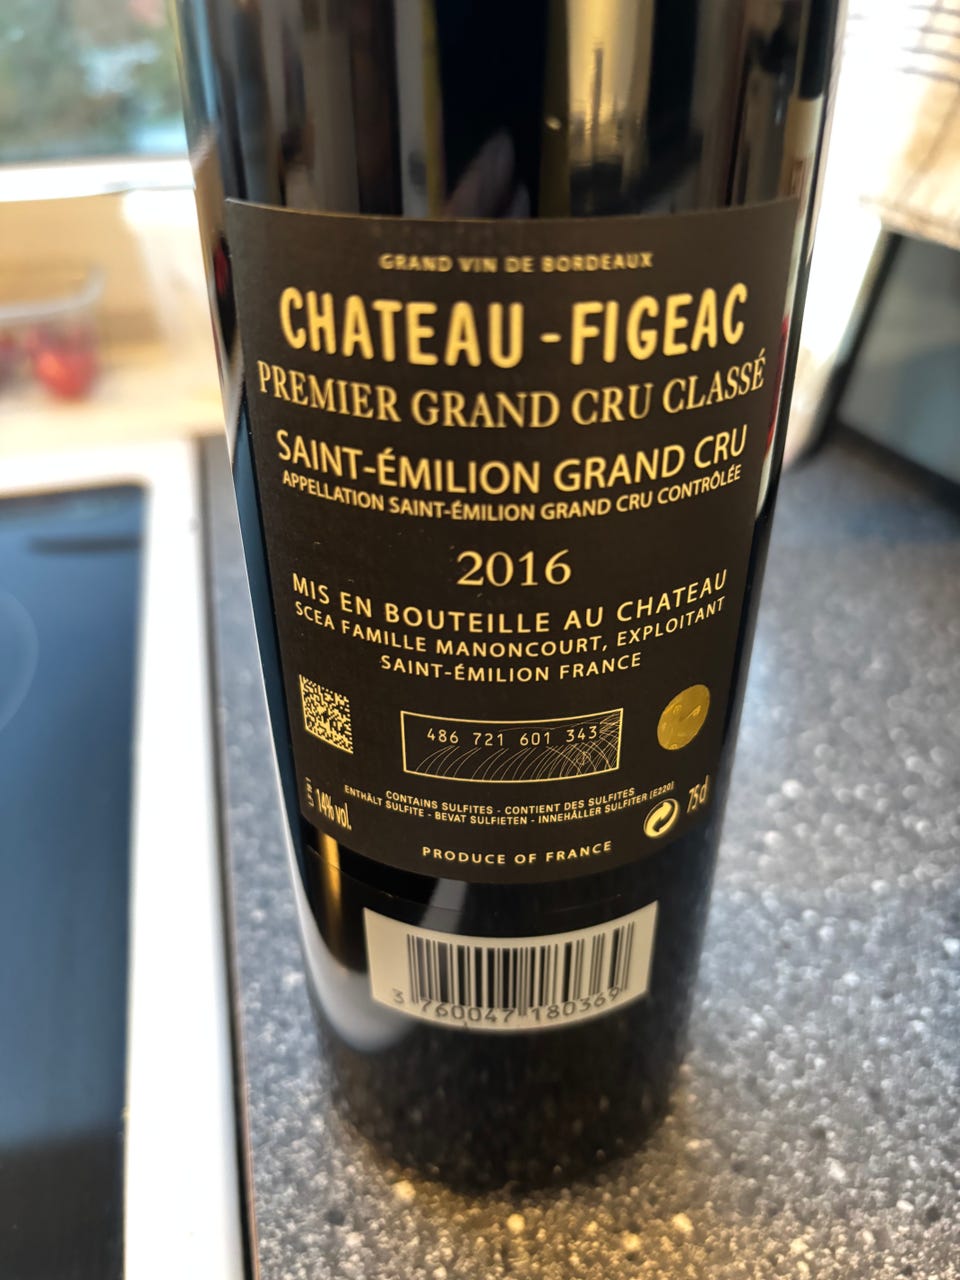 GRAND VIN DE BORDEAUX
CHATEAU - FIGEAC
PREMIER GRAND CRU CLASSÉ
SAINT-ÉMILION GRAND CRU
APPELLATION SAINT-ÉMILION GRAND CRU CONTRÔLÉE
2016
MIS EN BOUTEILLE AU CHATEAU
SCEA FAMILLE MANONCOURT, EXPLOITANT
SAINT-ÉMILION FRANCE
486 721 601 343
14% vol.
CONTAINS SULFITES - CONTIENT DES SULFITES
ENTHÄLT SULFITE - BEVAT SULFIETEN - INNEHÅLLER SULFITER (E220)
75cl
PRODUCE OF FRANCE
3 760047 180369